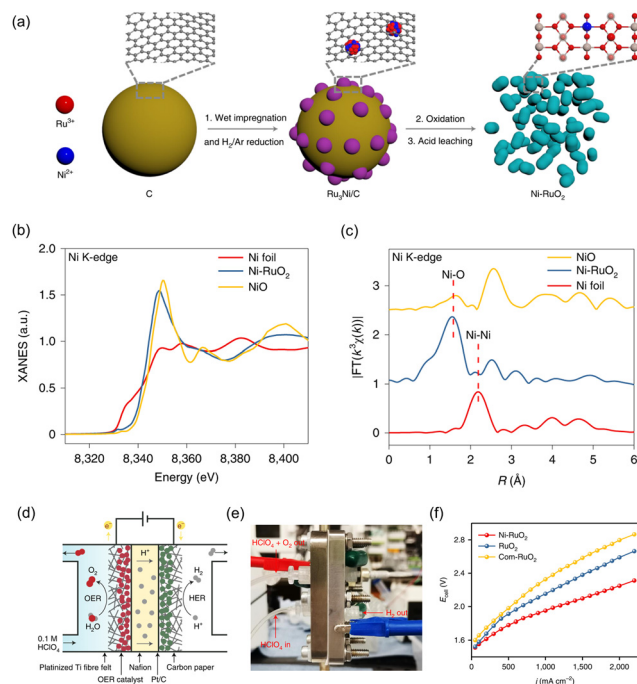 (a)
Ru³⁺
Ni²⁺
C
1. Wet impregnation
and H₂/Ar reduction
Ru₃Ni/C
2. Oxidation
3. Acid leaching
Ni-RuO₂
(b)
Ni K-edge
Ni foil
Ni-RuO₂
NiO
XANES (a.u.)
2.0
1.5
1.0
0.5
0
8,320
8,340
8,360
8,380
8,400
Energy (eV)
(c)
Ni K-edge
NiO
Ni-RuO₂
Ni foil
Ni-O
Ni-Ni
|FT(k³χ(k))|
3
2
1
0
0
1
2
3
4
5
6
R (Å)
(d)
e⁻
e⁻
H⁺
O₂
H₂
OER
HER
H₂O
H⁺
0.1 M
HClO₄
Platinized Ti fibre felt
Nafion
Carbon paper
OER catalyst
Pt/C
(e)
HClO₄ + O₂ out
H₂ out
HClO₄ in
(f)
Ni-RuO₂
RuO₂
Com-RuO₂
E cell (V)
2.8
2.4
2.0
1.6
1.2
0
500
1,000
1,500
2,000
j (mA cm⁻²)